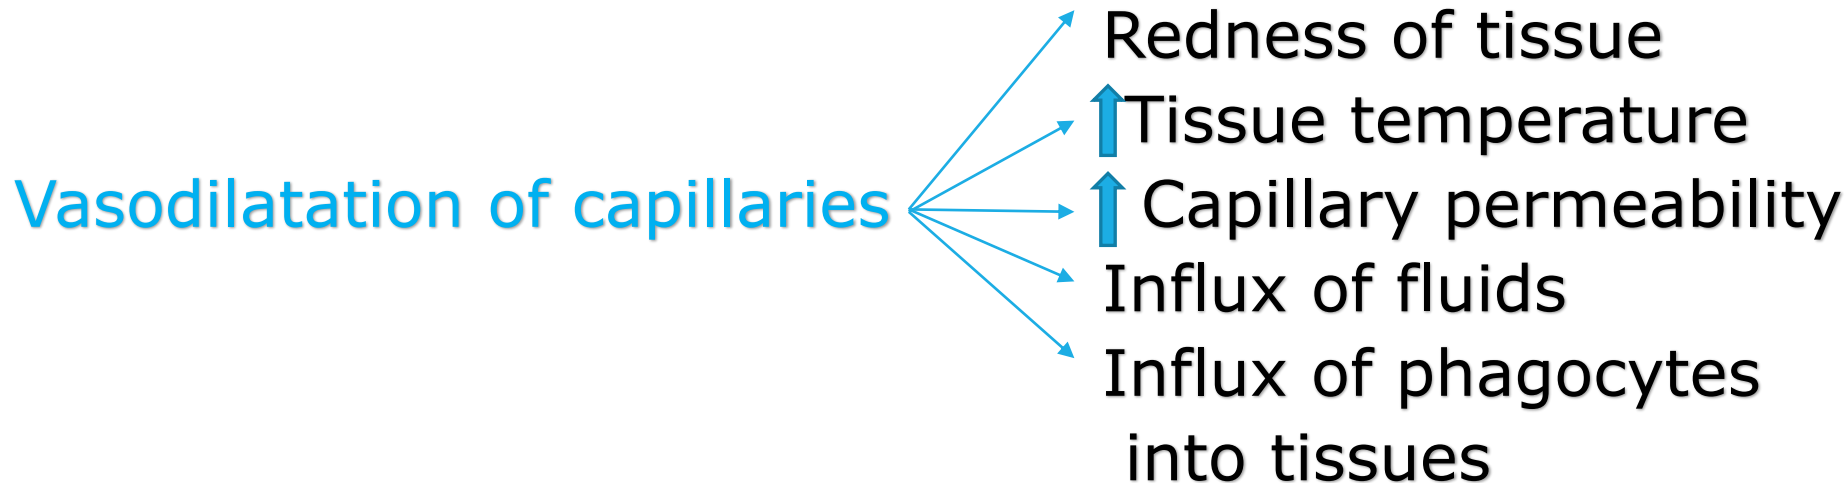 Redness of tissue
Tissue temperature
Vasodilatation of capillaries
Capillary permeability
Influx of fluids
Influx of phagocytes
into tissues